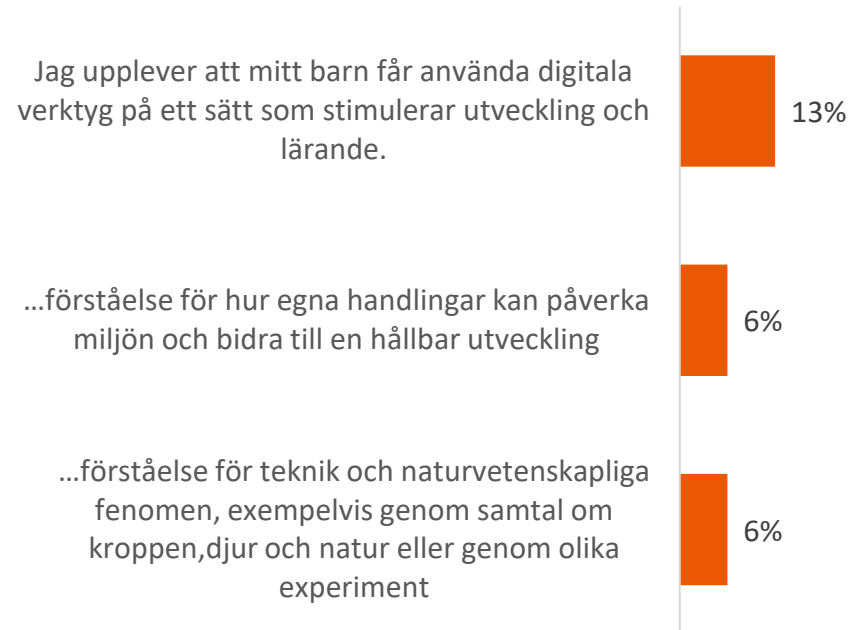 Jag upplever att mitt barn får använda digitala
verktyg på ett sätt som stimulerar utveckling och
lärande.
13%
…förståelse för hur egna handlingar kan påverka
miljön och bidra till en hållbar utveckling
6%
…förståelse för teknik och naturvetenskapliga
fenomen, exempelvis genom samtal om
kroppen,djur och natur eller genom olika
experiment
6%